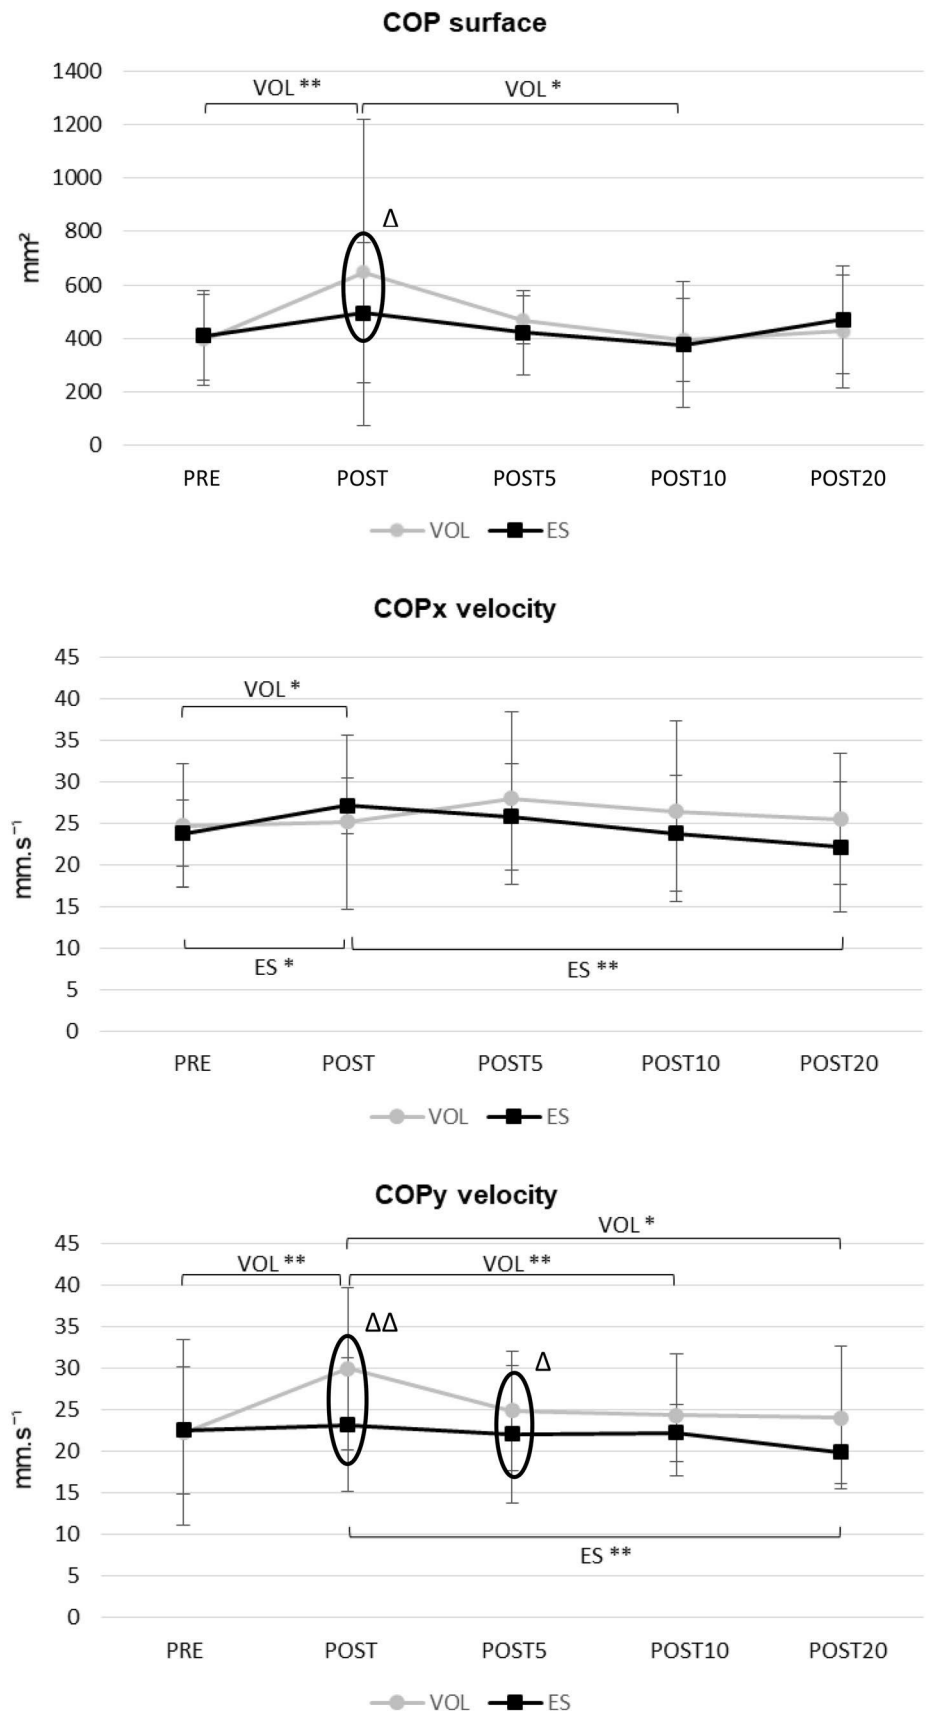 COP surface
1400
VOL **
VOL *
1200
1000
Δ
800
mm²
600
400
200
0
PRE POST POST5 POST10 POST20
VOL ES
COPx velocity
45
40
VOL *
35
30
25
mm.s⁻¹
20
15
10
ES *
ES **
5
0
PRE POST POST5 POST10 POST20
VOL ES
COPy velocity
VOL *
45
VOL **
VOL **
40
ΔΔ
35
Δ
30
25
mm.s⁻¹
20
15
10
ES **
5
0
PRE POST POST5 POST10 POST20
VOL ES